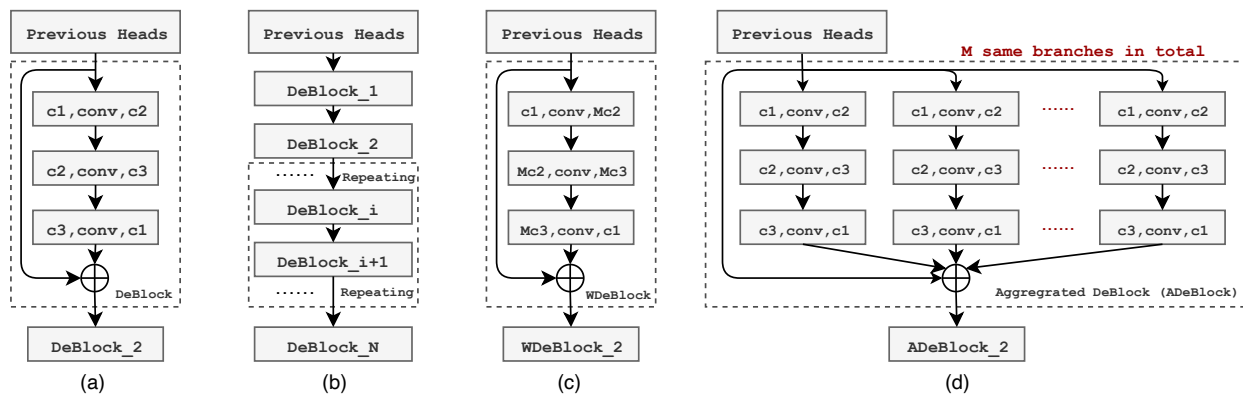 Previous Heads
c1,conv,c2
c2,conv,c3
c3,conv,c1
DeBlock
DeBlock_2
(a)
Previous Heads
DeBlock_1
DeBlock_2
...... Repeating
DeBlock_i
DeBlock_i+1
...... Repeating
DeBlock_N
(b)
Previous Heads
c1,conv,Mc2
Mc2,conv,Mc3
Mc3,conv,c1
WDeBlock
WDeBlock_2
(c)
Previous Heads
M same branches in total
c1,conv,c2 c1,conv,c2 ...... c1,conv,c2
c2,conv,c3 c2,conv,c3 ...... c2,conv,c3
c3,conv,c1 c3,conv,c1 ...... c3,conv,c1
Aggregrated DeBlock (ADeBlock)
ADeBlock_2
(d)